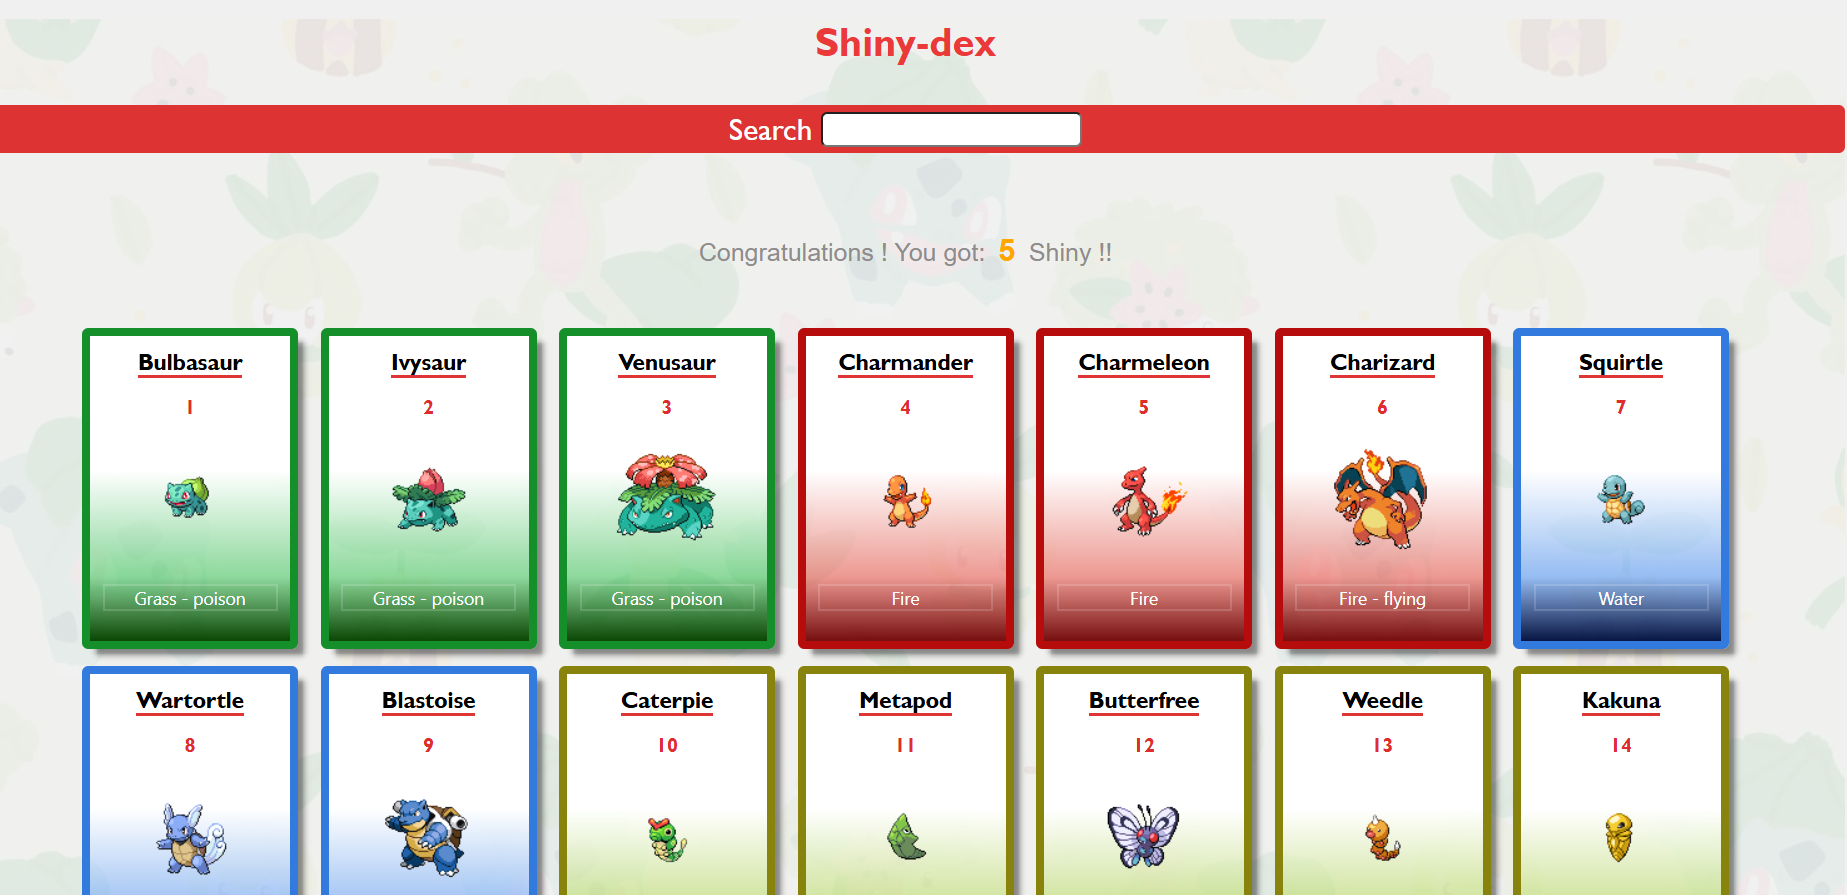 Shiny-dex
Search
Congratulations ! You got: 5 Shiny !!
Bulbasaur
1
Grass - poison
Ivysaur
2
Grass - poison
Venusaur
3
Grass - poison
Charmander
4
Fire
Charmeleon
5
Fire
Charizard
6
Fire - flying
Squirtle
7
Water
Wartortle
8
Blastoise
9
Caterpie
10
Metapod
11
Butterfree
12
Weedle
13
Kakuna
14